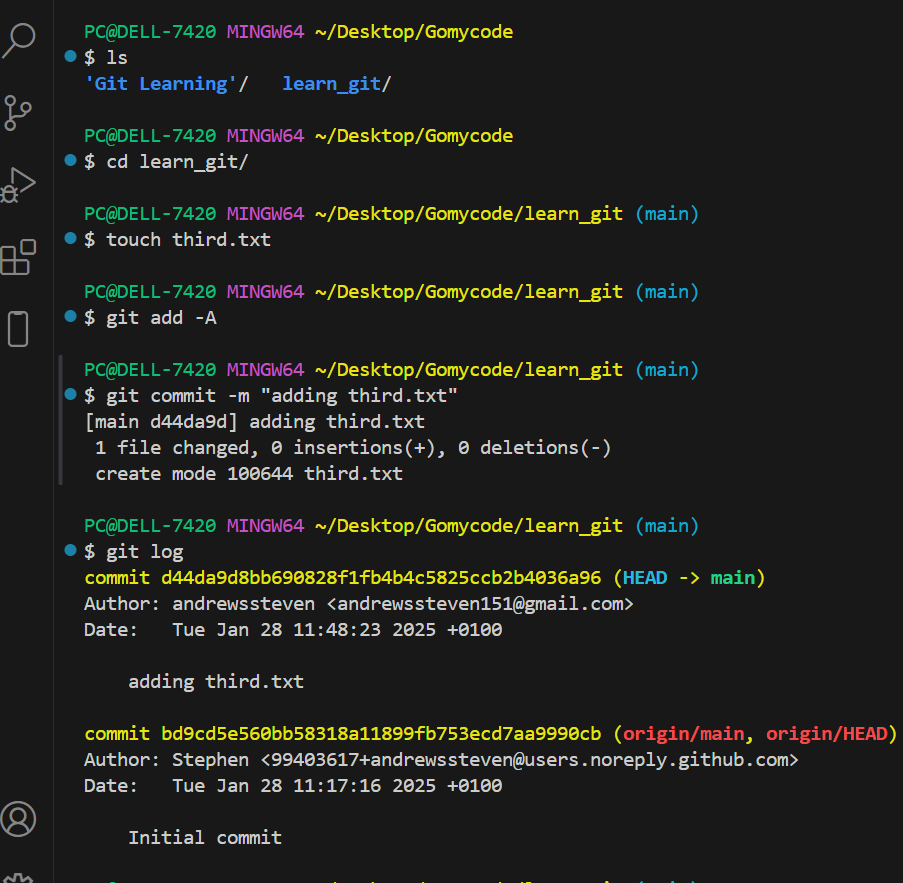 PC@DELL-7420 MINGW64 ~/Desktop/Gomycode
$ ls
'Git Learning'/   learn_git/
PC@DELL-7420 MINGW64 ~/Desktop/Gomycode
$ cd learn_git/
PC@DELL-7420 MINGW64 ~/Desktop/Gomycode/learn_git (main)
$ touch third.txt
PC@DELL-7420 MINGW64 ~/Desktop/Gomycode/learn_git (main)
$ git add -A
PC@DELL-7420 MINGW64 ~/Desktop/Gomycode/learn_git (main)
$ git commit -m "adding third.txt"
[main d44da9d] adding third.txt
 1 file changed, 0 insertions(+), 0 deletions(-)
 create mode 100644 third.txt
PC@DELL-7420 MINGW64 ~/Desktop/Gomycode/learn_git (main)
$ git log
commit d44da9d8bb690828f1fb4b4c5825ccb2b4036a96 (HEAD -> main)
Author: andrewssteven <andrewssteven151@gmail.com>
Date:   Tue Jan 28 11:48:23 2025 +0100
    adding third.txt
commit bd9cd5e560bb58318a11899fb753ecd7aa9990cb (origin/main, origin/HEAD)
Author: Stephen <99403617+andrewssteven@users.noreply.github.com>
Date:   Tue Jan 28 11:17:16 2025 +0100
    Initial commit